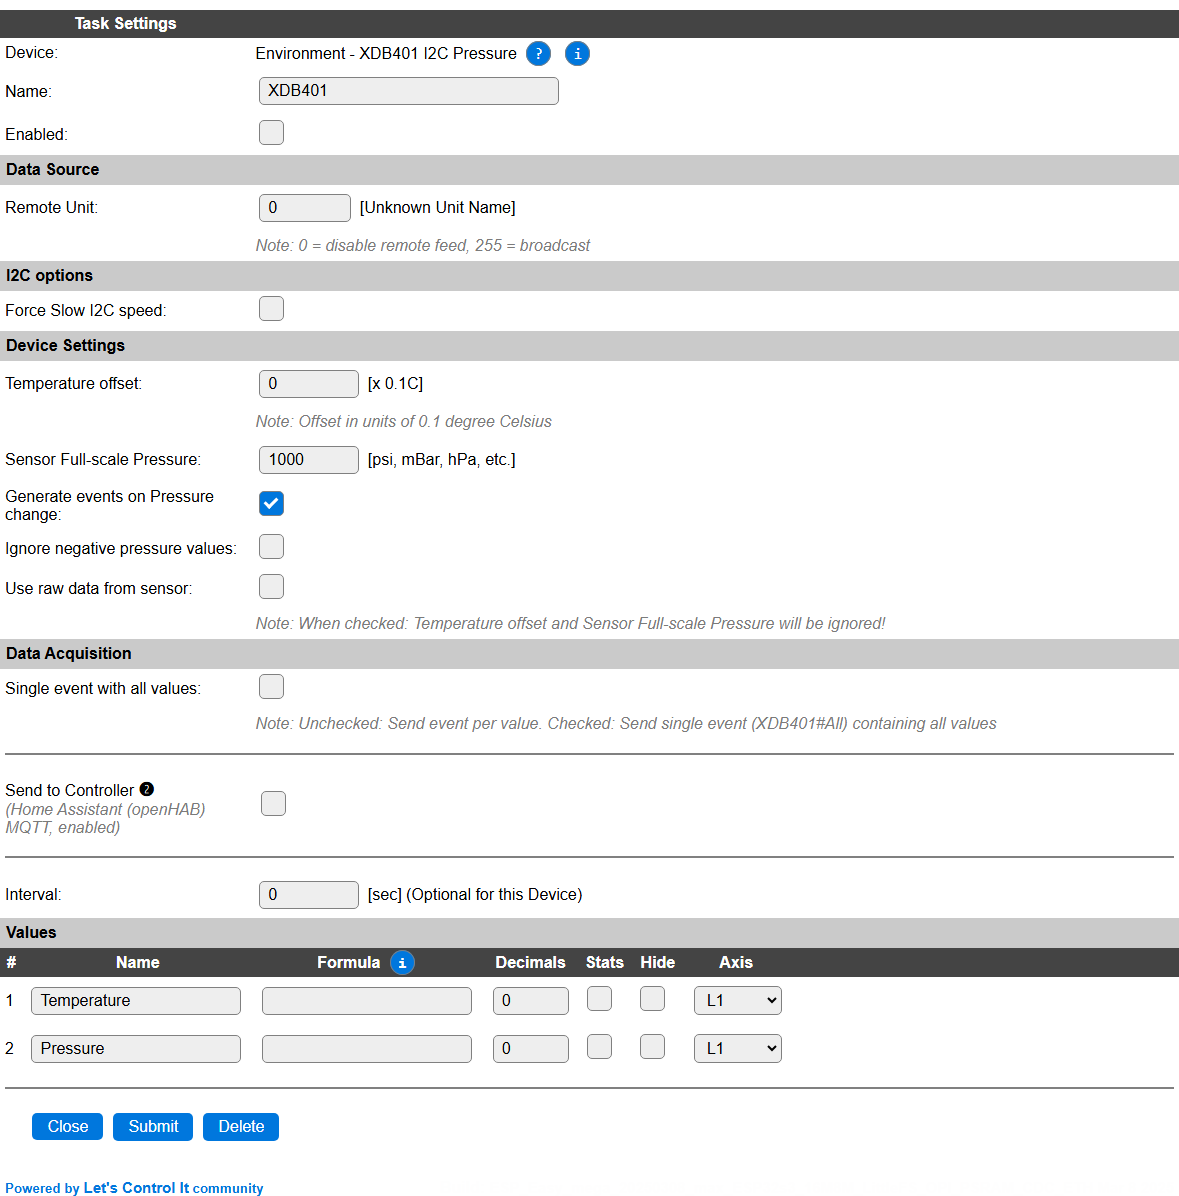 Task Settings
Device: Environment - XDB401 I2C Pressure ? i
Name: XDB401
Enabled:
Data Source
Remote Unit: 0 [Unknown Unit Name]
Note: 0 = disable remote feed, 255 = broadcast
I2C options
Force Slow I2C speed:
Device Settings
Temperature offset: 0 [x 0.1C]
Note: Offset in units of 0.1 degree Celsius
Sensor Full-scale Pressure: 1000 [psi, mBar, hPa, etc.]
Generate events on Pressure
change:
Ignore negative pressure values:
Use raw data from sensor:
Note: When checked: Temperature offset and Sensor Full-scale Pressure will be ignored!
Data Acquisition
Single event with all values:
Note: Unchecked: Send event per value. Checked: Send single event (XDB401#All) containing all values
Send to Controller ❷
(Home Assistant (openHAB)
MQTT, enabled)
Interval: 0 [sec] (Optional for this Device)
Values
# Name Formula i Decimals Stats Hide Axis
1 Temperature 0 L1
2 Pressure 0 L1
Close Submit Delete
Powered by Let's Control It community